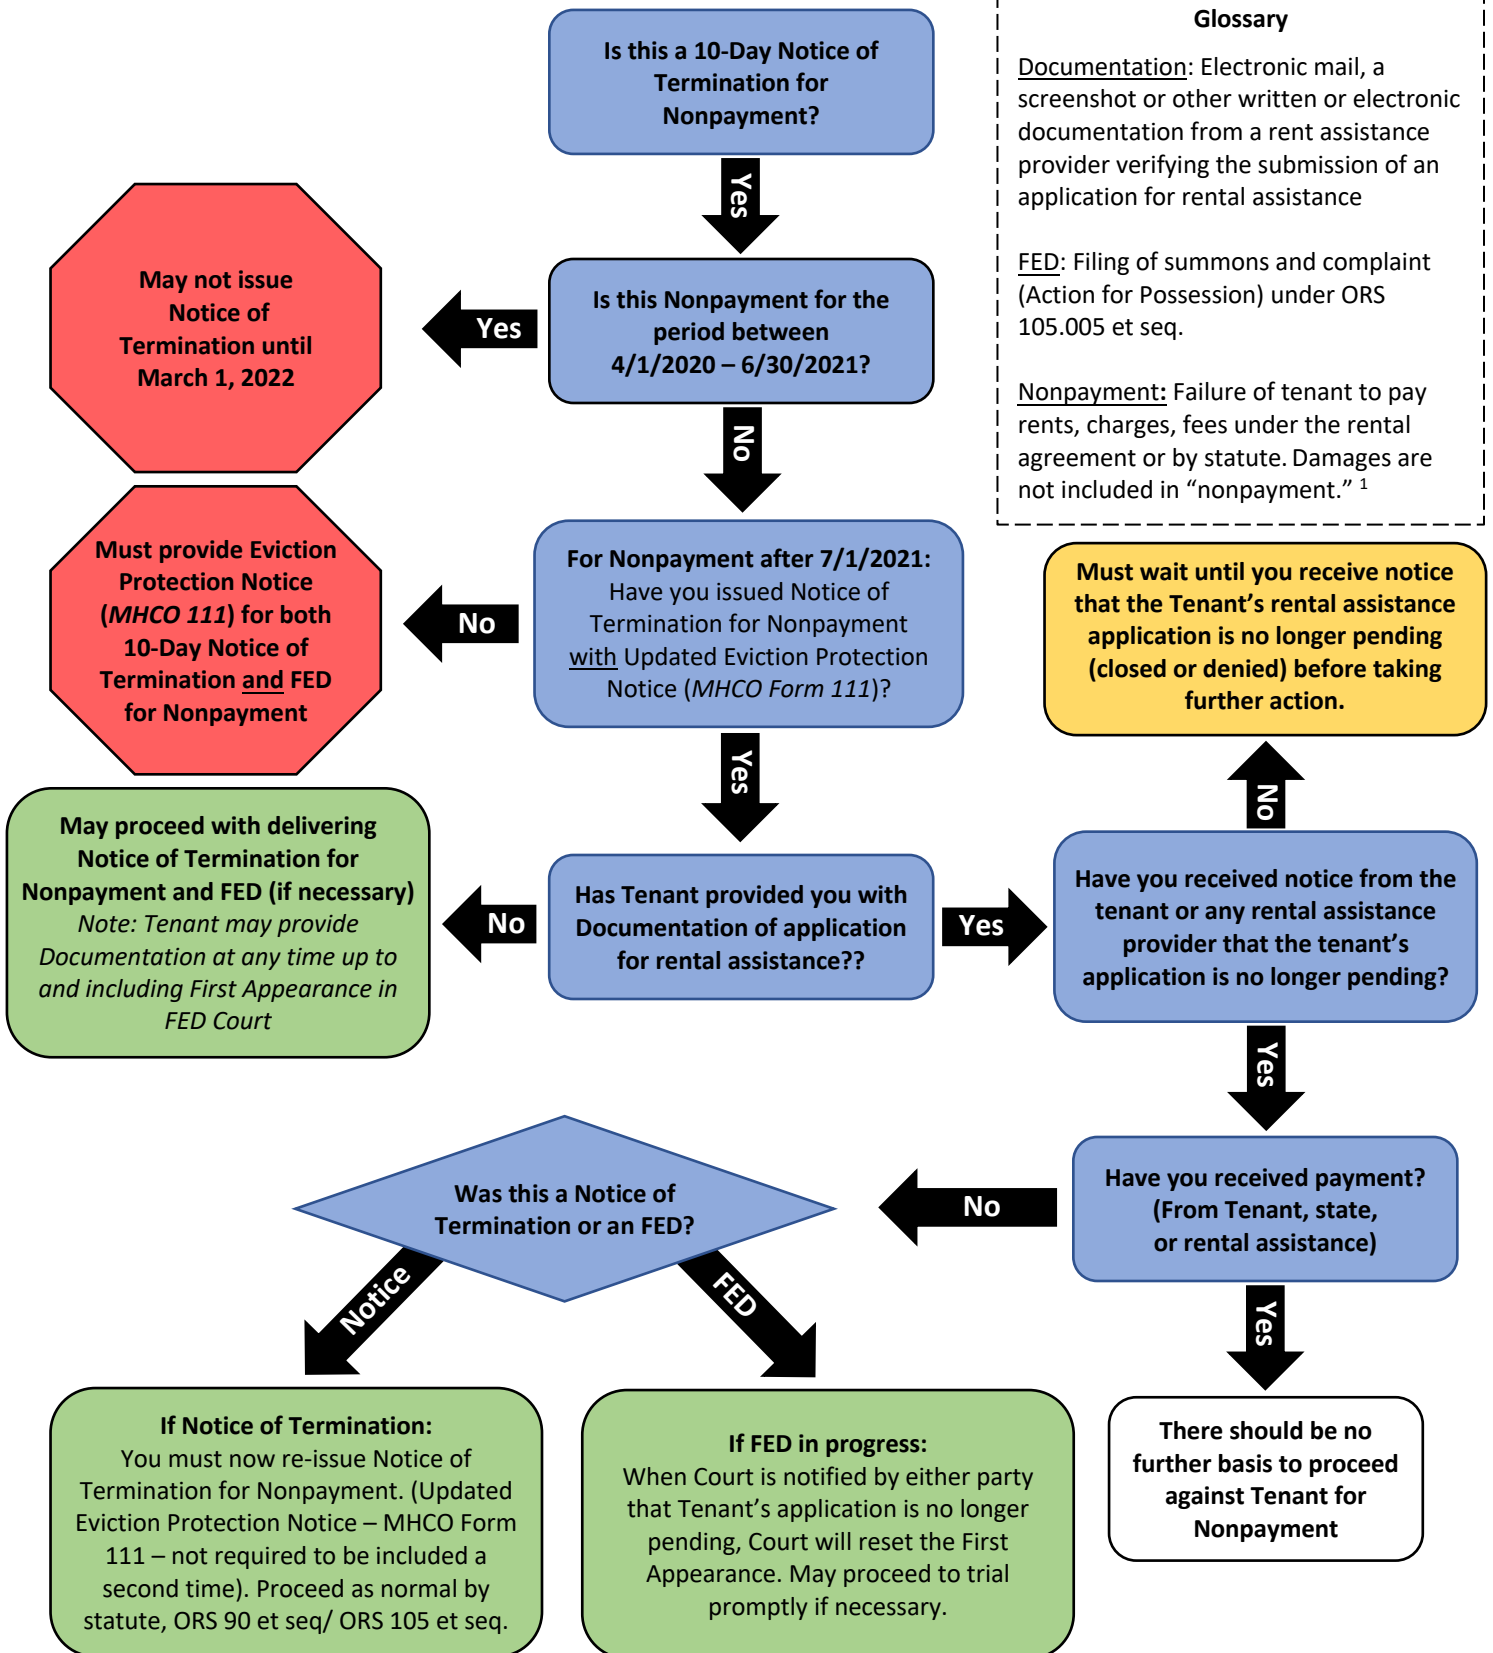 Is this a 10-Day Notice of
Termination for
Nonpayment?
Glossary
Documentation: Electronic mail, a
screenshot or other written or electronic
documentation from a rent assistance
provider verifying the submission of an
application for rental assistance
FED: Filing of summons and complaint
(Action for Possession) under ORS
105.005 et seq.
Nonpayment: Failure of tenant to pay
rents, charges, fees under the rental
agreement or by statute. Damages are
not included in “nonpayment.” 1
Yes
Is this Nonpayment for the
period between
4/1/2020 – 6/30/2021?
Yes
May not issue
Notice of
Termination until
March 1, 2022
No
For Nonpayment after 7/1/2021:
Have you issued Notice of
Termination for Nonpayment
with Updated Eviction Protection
Notice (MHCO Form 111)?
No
Must provide Eviction
Protection Notice
(MHCO 111) for both
10-Day Notice of
Termination and FED
for Nonpayment
Yes
Has Tenant provided you with
Documentation of application
for rental assistance??
No
May proceed with delivering
Notice of Termination for
Nonpayment and FED (if necessary)
Note: Tenant may provide
Documentation at any time up to
and including First Appearance in
FED Court
Yes
Have you received notice from the
tenant or any rental assistance
provider that the tenant’s
application is no longer pending?
No
Must wait until you receive notice
that the Tenant’s rental assistance
application is no longer pending
(closed or denied) before taking
further action.
Yes
Have you received payment?
(From Tenant, state,
or rental assistance)
No
Was this a Notice of
Termination or an FED?
Notice
FED
Yes
If Notice of Termination:
You must now re-issue Notice of
Termination for Nonpayment. (Updated
Eviction Protection Notice – MHCO Form
111 – not required to be included a
second time). Proceed as normal by
statute, ORS 90 et seq/ ORS 105 et seq.
If FED in progress:
When Court is notified by either party
that Tenant’s application is no longer
pending, Court will reset the First
Appearance. May proceed to trial
promptly if necessary.
There should be no
further basis to proceed
against Tenant for
Nonpayment